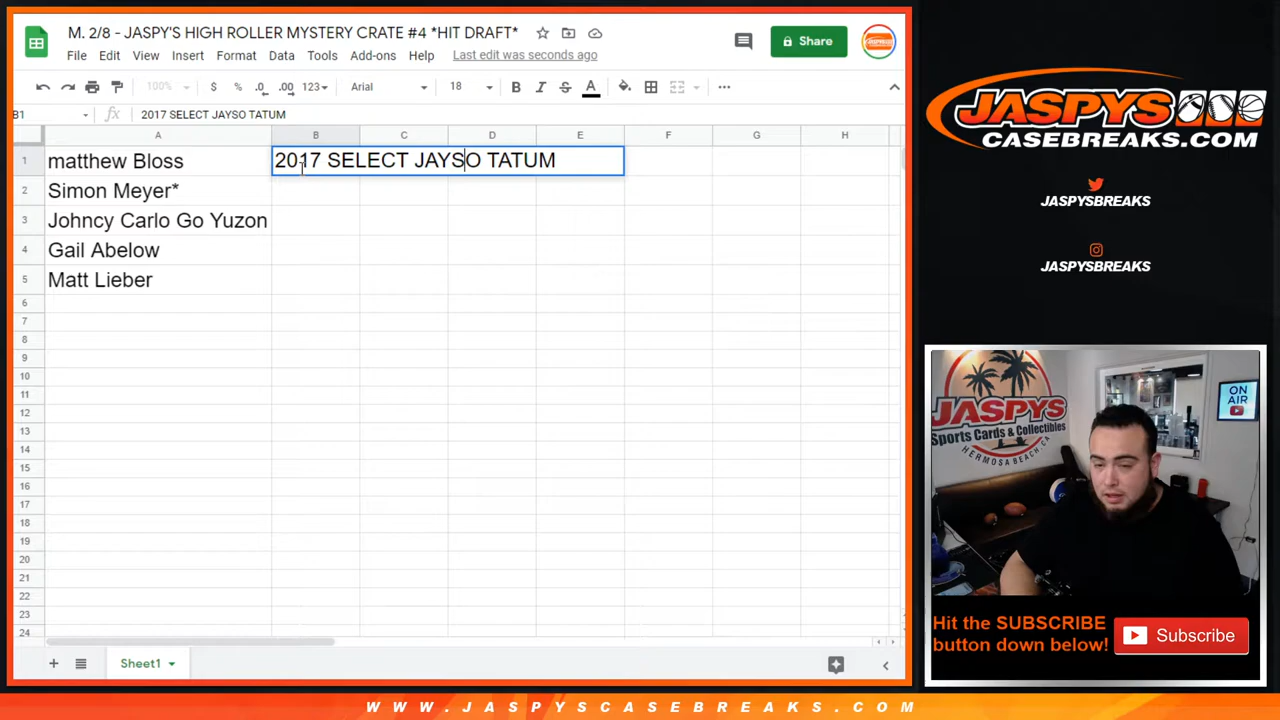 M. 2/8 - JASPY'S HIGH ROLLER MYSTERY CRATE #4 *HIT DRAFT*
File Edit View Insert Format Data Tools Add-ons Help Last edit was seconds ago
Share
100% $ % .0 .00 123 Arial 18 B I S A
B1 fx 2017 SELECT JAYSO TATUM
A B C D E F G H
1 matthew Bloss 2017 SELECT JAYSO TATUM
2 Simon Meyer*
3 Johncy Carlo Go Yuzon
4 Gail Abelow
5 Matt Lieber
6
7
8
9
10
11
12
13
14
15
16
17
18
19
20
21
22
23
24
Sheet1
JASPYS
CASEBREAKS.COM
JASPYSBREAKS
JASPYSBREAKS
JASPYS
Sports Cards & Collectibles
HERMOSA BEACH, CA
ON
AIR
Hit the SUBSCRIBE
button down below!
Subscribe
WWW.JASPYSCASEBREAKS.COM